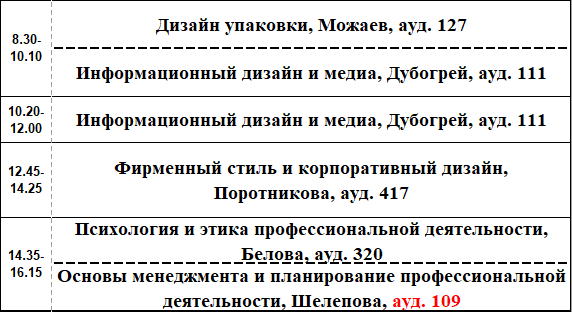 8.30-
10.10
Дизайн упаковки, Можаев, ауд. 127
Информационный дизайн и медиа, Дубогрей, ауд. 111
10.20-
12.00
Информационный дизайн и медиа, Дубогрей, ауд. 111
12.45-
14.25
Фирменный стиль и корпоративный дизайн,
Поротникова, ауд. 417
14.35-
16.15
Психология и этика профессиональной деятельности,
Белова, ауд. 320
Основы менеджмента и планирование профессиональной
деятельности, Шелепова, ауд. 109